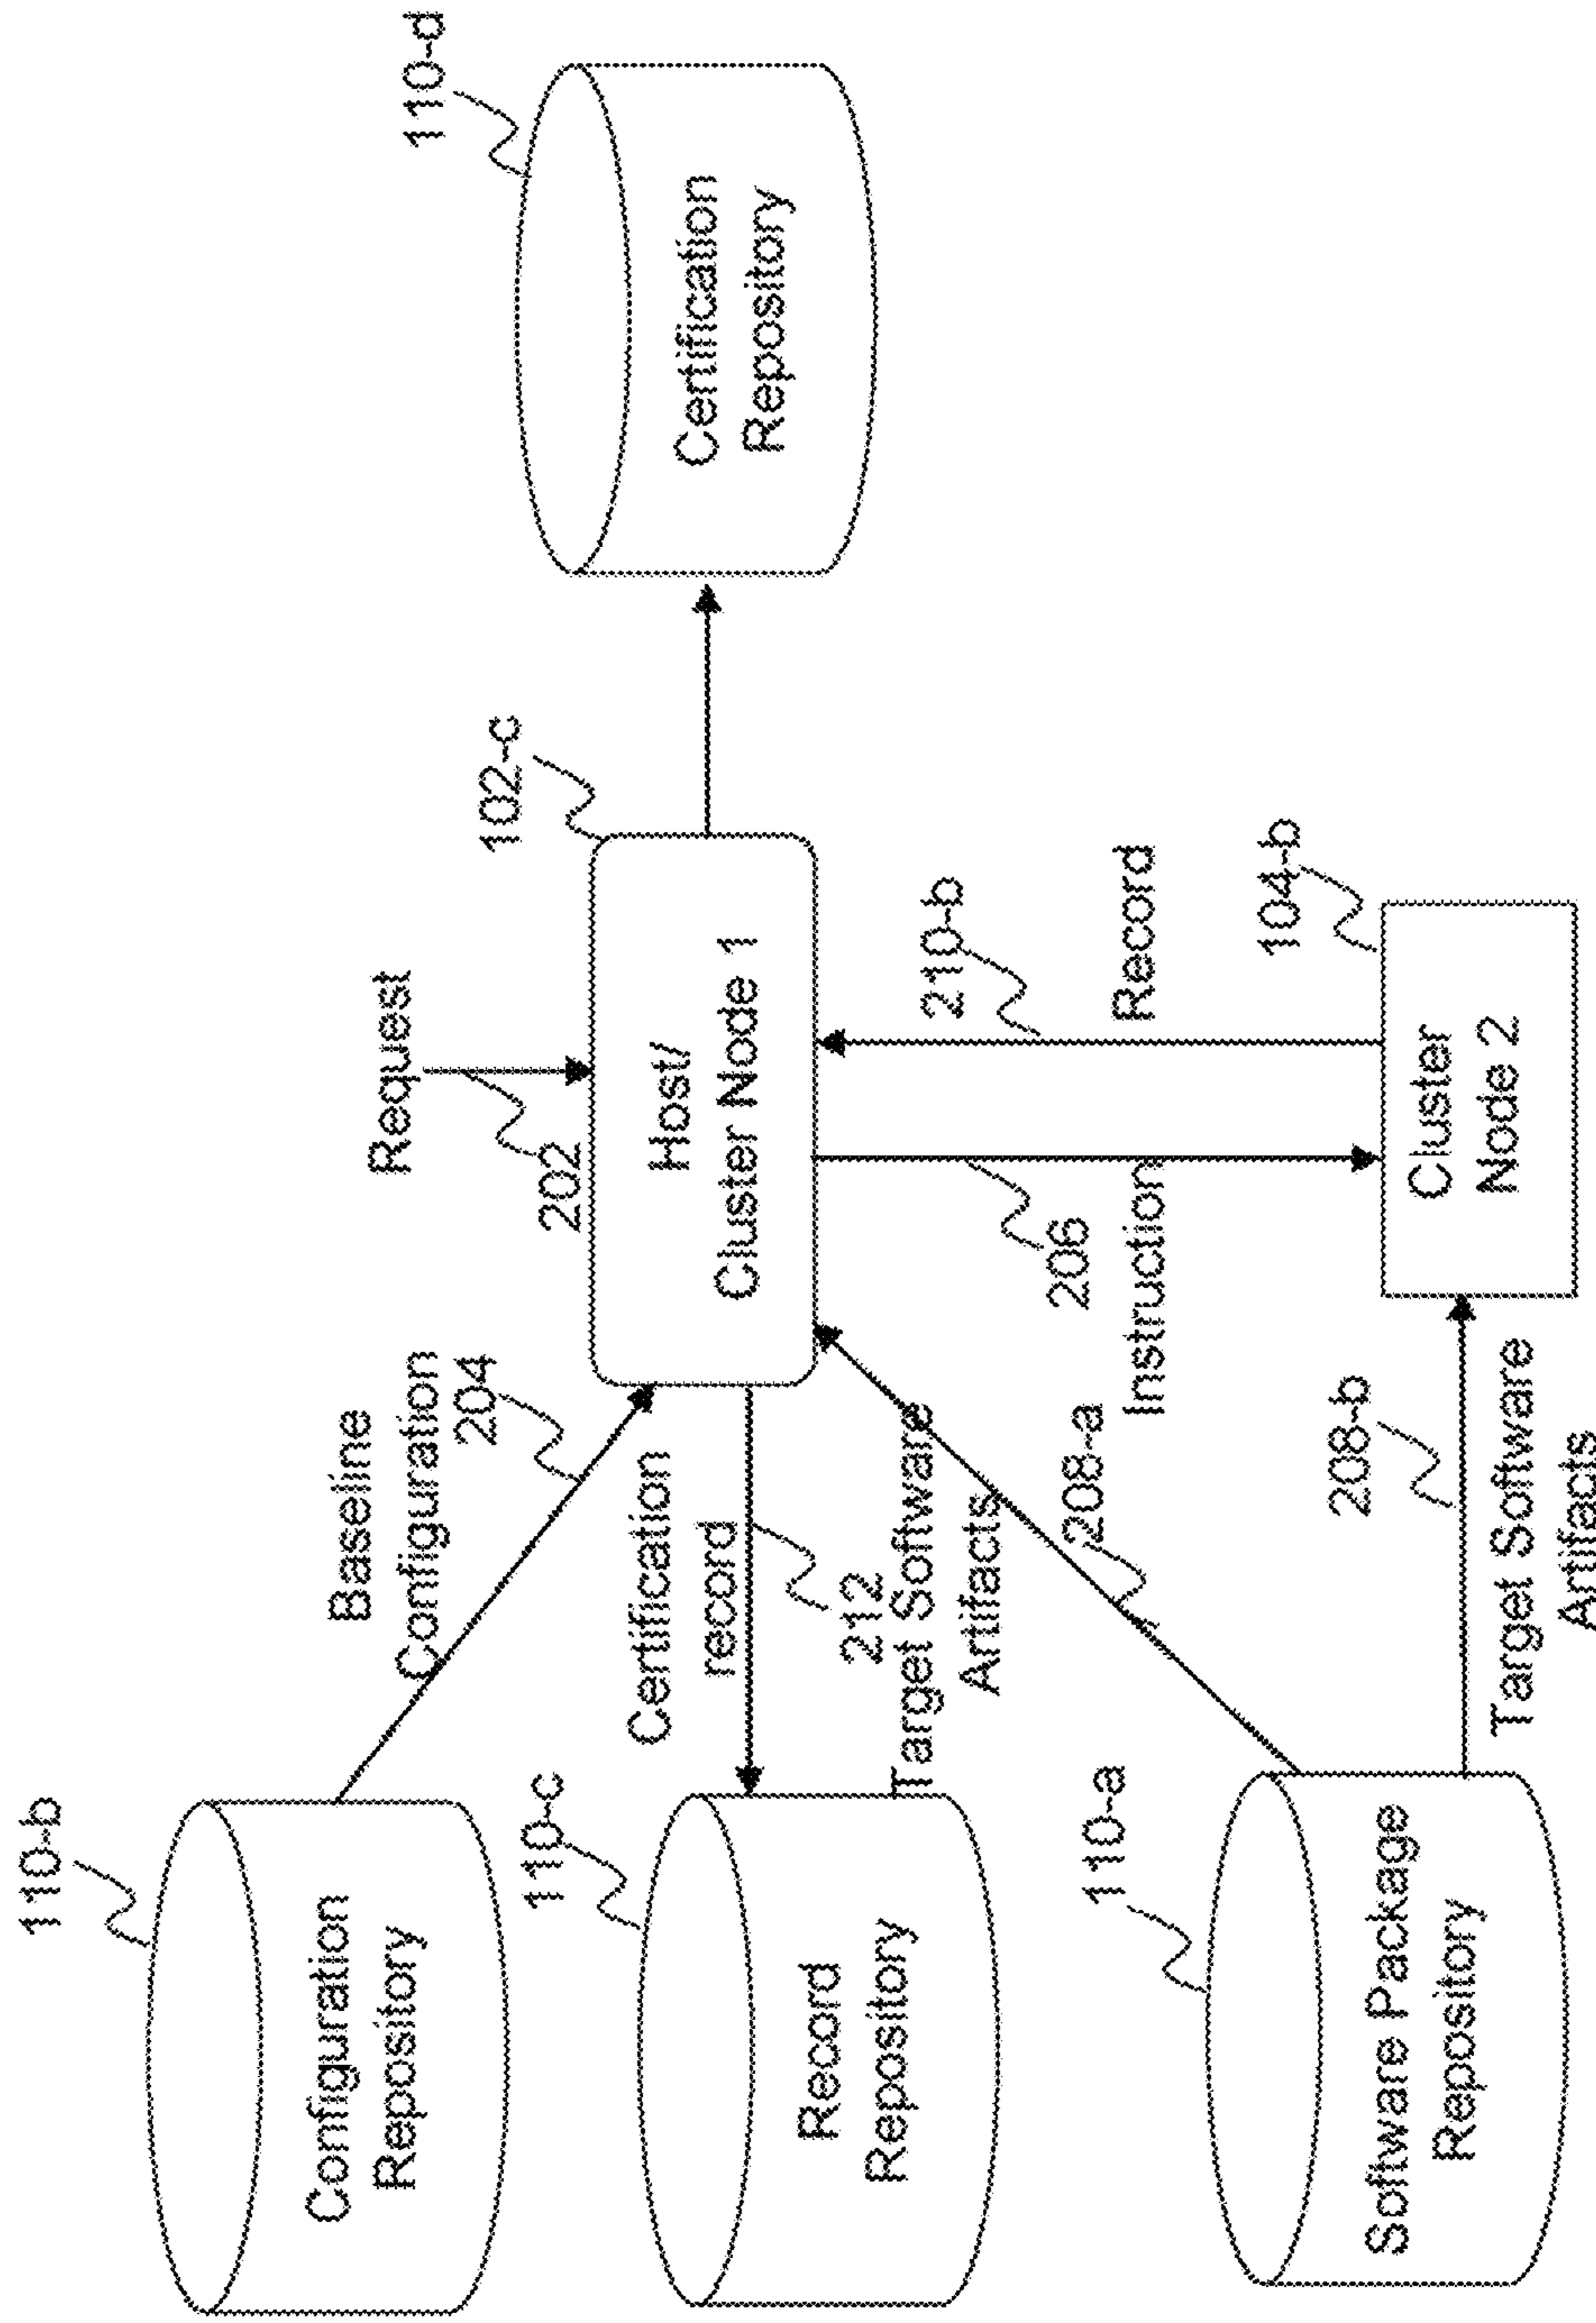 110-b
Configuration
Repository
Baseline
Configuration
204
Request
202
102-c
Host/
Cluster Node 1
110-d
Certification
Repository
110-c
Record
Repository
Certification
record
212
Target Software
Artifacts
208-a
206
Instruction
210-b
Record
110-a
Software Package
Repository
208-b
Target Software
Artifacts
104-b
Cluster
Node 2